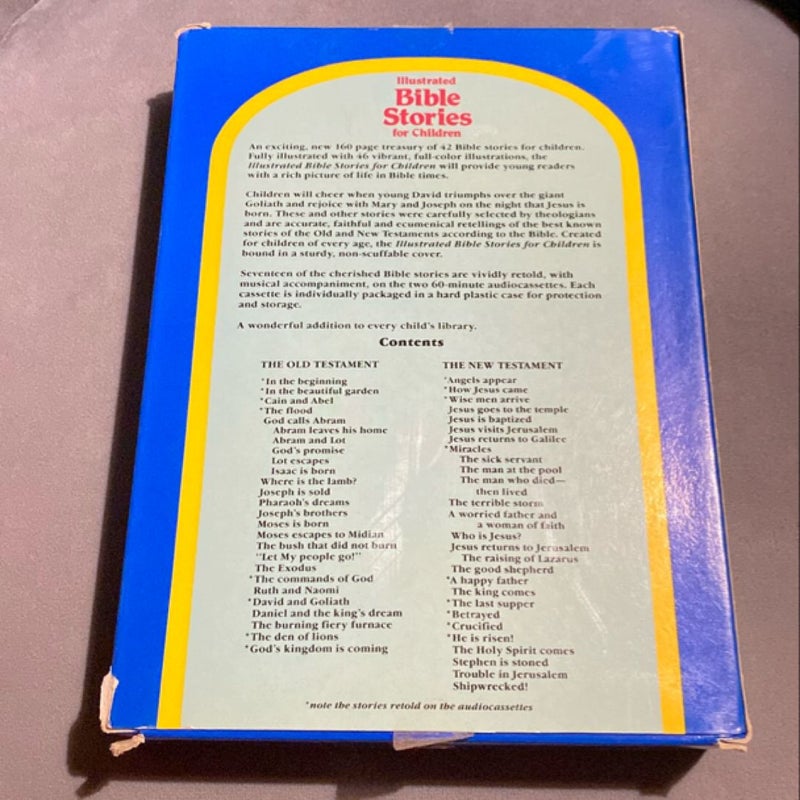 Illustrated
Bible
Stories
for Children
An exciting, new 160 page treasury of 42 Bible stories for children.
Fully illustrated with 46 vibrant, full-color illustrations, the
Illustrated Bible Stories for Children will provide young readers
with a rich picture of life in Bible times.
Children will cheer when young David triumphs over the giant
Goliath and rejoice with Mary and Joseph on the night that Jesus is
born. These and other stories were carefully selected by theologians
and are accurate, faithful and ecumenical retellings of the best known
stories of the Old and New Testaments according to the Bible. Created
for children of every age, the Illustrated Bible Stories for Children is
bound in a sturdy, non-scuffable cover.
Seventeen of the cherished Bible stories are vividly retold, with
musical accompaniment, on the two 60-minute audiocassettes. Each
cassette is individually packaged in a hard plastic case for protection
and storage.
A wonderful addition to every child's library.
Contents
THE OLD TESTAMENT
*In the beginning
*In the beautiful garden
*Cain and Abel
*The flood
God calls Abram
Abram leaves his home
Abram and Lot
God's promise
Lot escapes
Isaac is born
Where is the lamb?
Joseph is sold
Pharaoh's dreams
Joseph's brothers
Moses is born
Moses escapes to Midian
The bush that did not burn
"Let My people go!"
The Exodus
*The commands of God
Ruth and Naomi
*David and Goliath
Daniel and the king's dream
The burning fiery furnace
*The den of lions
*God's kingdom is coming
THE NEW TESTAMENT
*Angels appear
*How Jesus came
*Wise men arrive
Jesus goes to the temple
Jesus is baptized
Jesus visits Jerusalem
Jesus returns to Galilee
*Miracles
The sick servant
The man at the pool
The man who died—
then lived
The terrible storm
A worried father and
a woman of faith
Who is Jesus?
Jesus returns to Jerusalem
The raising of Lazarus
The good shepherd
*A happy father
The king comes
*The last supper
*Betrayed
*Crucified
*He is risen!
The Holy Spirit comes
Stephen is stoned
Trouble in Jerusalem
Shipwrecked!
*note the stories retold on the audiocassettes